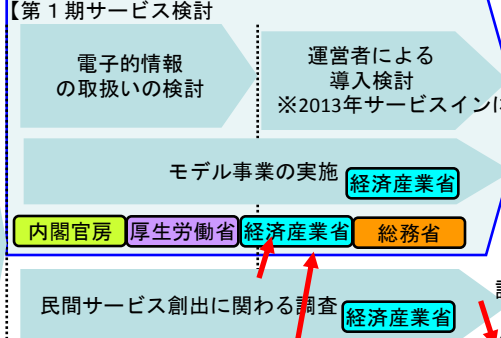 【第１期サービス検討
電子的情報
の取扱いの検討
運営者による
導入検討
※2013年サービスイン
モデル事業の実施
経済産業省
内閣官房
厚生労働省
経済産業省
総務省
民間サービス創出に関わる調査
経済産業省